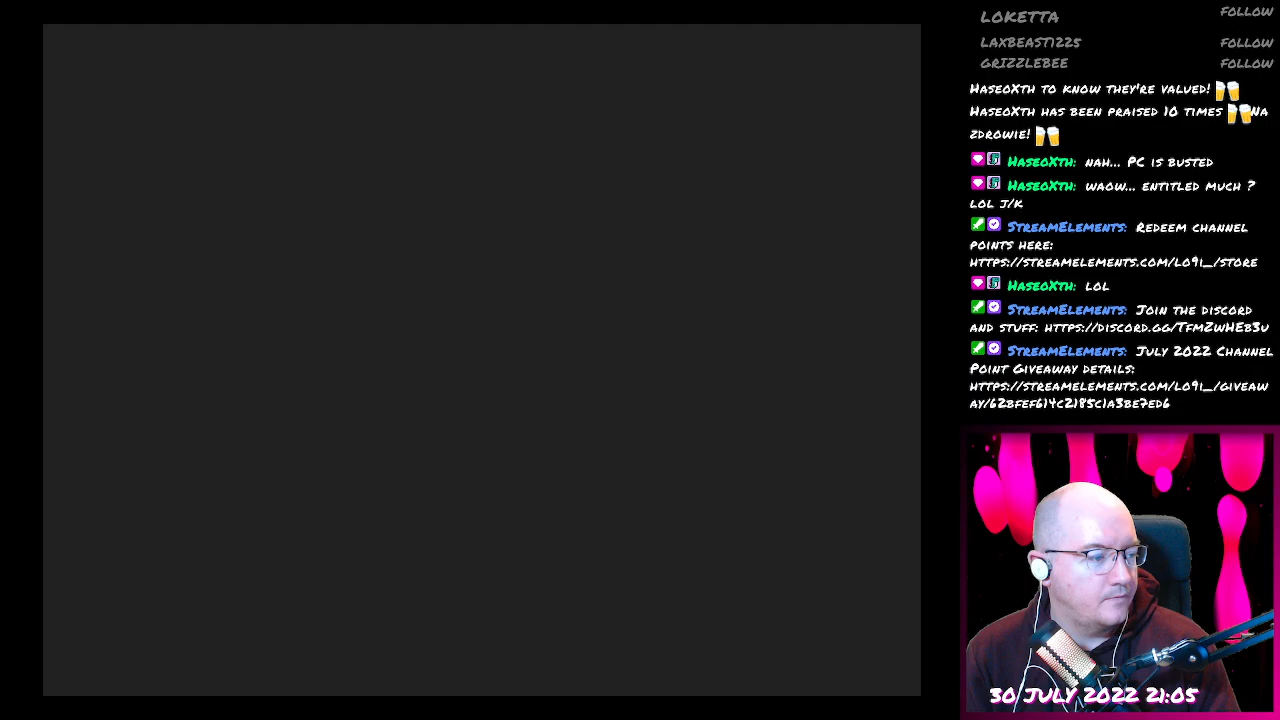 LOKETTA FOLLOW
LAXBEAST1225 FOLLOW
GRIZZLEBEE FOLLOW
HaseoXth to know they're valued!
HaseoXth has been praised 10 times Na
zdrowie!
HaseoXth: nah... PC is busted
HaseoXth: waow... entitled much ?
lol j/k
StreamElements: Redeem channel
points here:
https://streamelements.com/lo9i_/store
HaseoXth: lol
StreamElements: Join the discord
and stuff: https://discord.gg/TfmZwHEb3u
StreamElements: July 2022 Channel
Point Giveaway details:
https://streamelements.com/lo9i_/giveaw
ay/62bfef614c2185c1a3be7ed6
30 JULY 2022 21:05